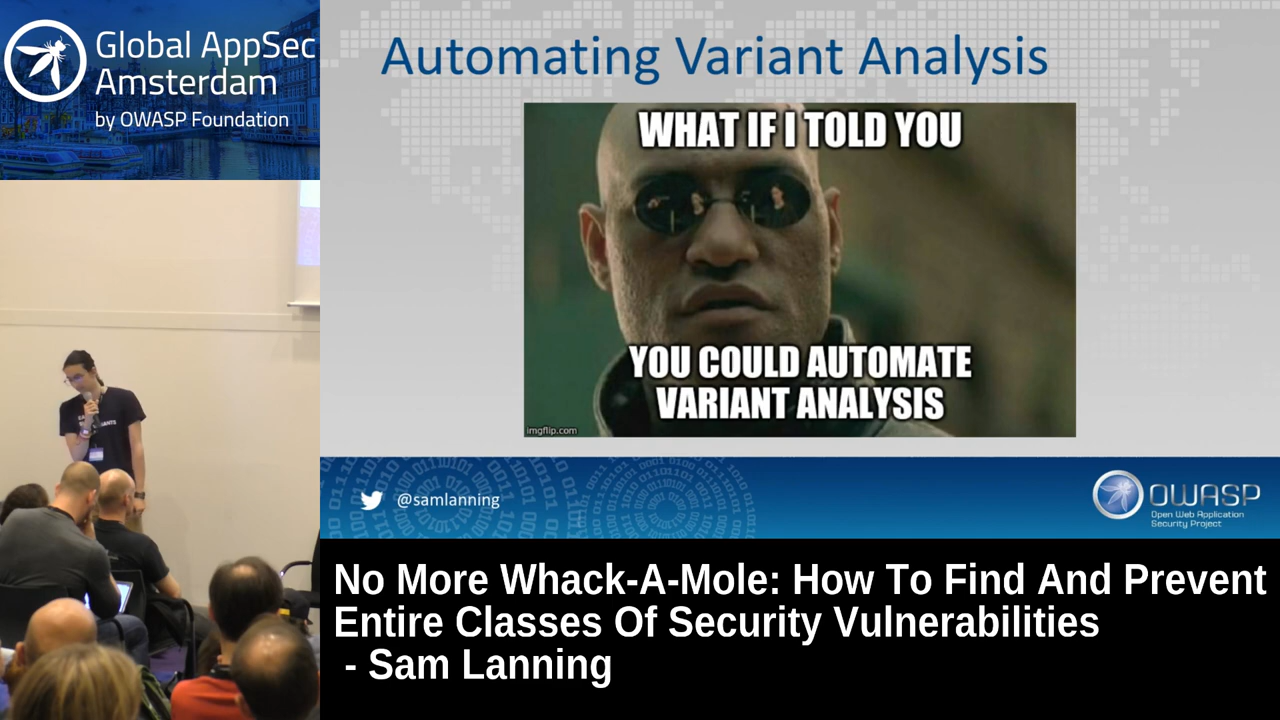 Global AppSec
Amsterdam
by OWASP Foundation
Automating Variant Analysis
WHAT IF I TOLD YOU
YOU COULD AUTOMATE
VARIANT ANALYSIS
imgflip.com
@samlanning
OWASP
Open Web Application
Security Project
No More Whack-A-Mole: How To Find And Prevent
Entire Classes Of Security Vulnerabilities
- Sam Lanning